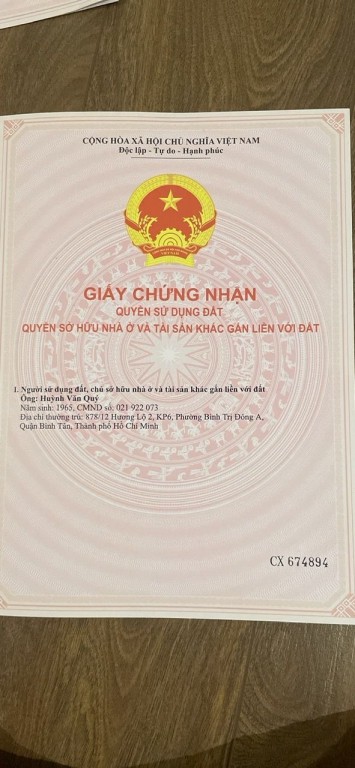 CỘNG HÒA XÃ HỘI CHỦ NGHĨA VIỆT NAM
Độc lập - Tự do - Hạnh phúc
GIẤY CHỨNG NHẬN
QUYỀN SỬ DỤNG ĐẤT
QUYỀN SỞ HỮU NHÀ Ở VÀ TÀI SẢN KHÁC GẮN LIỀN VỚI ĐẤT
I. Người sử dụng đất, chủ sở hữu nhà ở và tài sản khác gắn liền với đất
Ông: Huỳnh Văn Quý
Năm sinh: 1965, CMND số: 021 922 073
Địa chỉ thường trú: 878/12 Hương Lộ 2, KP6, Phường Bình Trị Đông A,
Quận Bình Tân, Thành phố Hồ Chí Minh
CX 674894